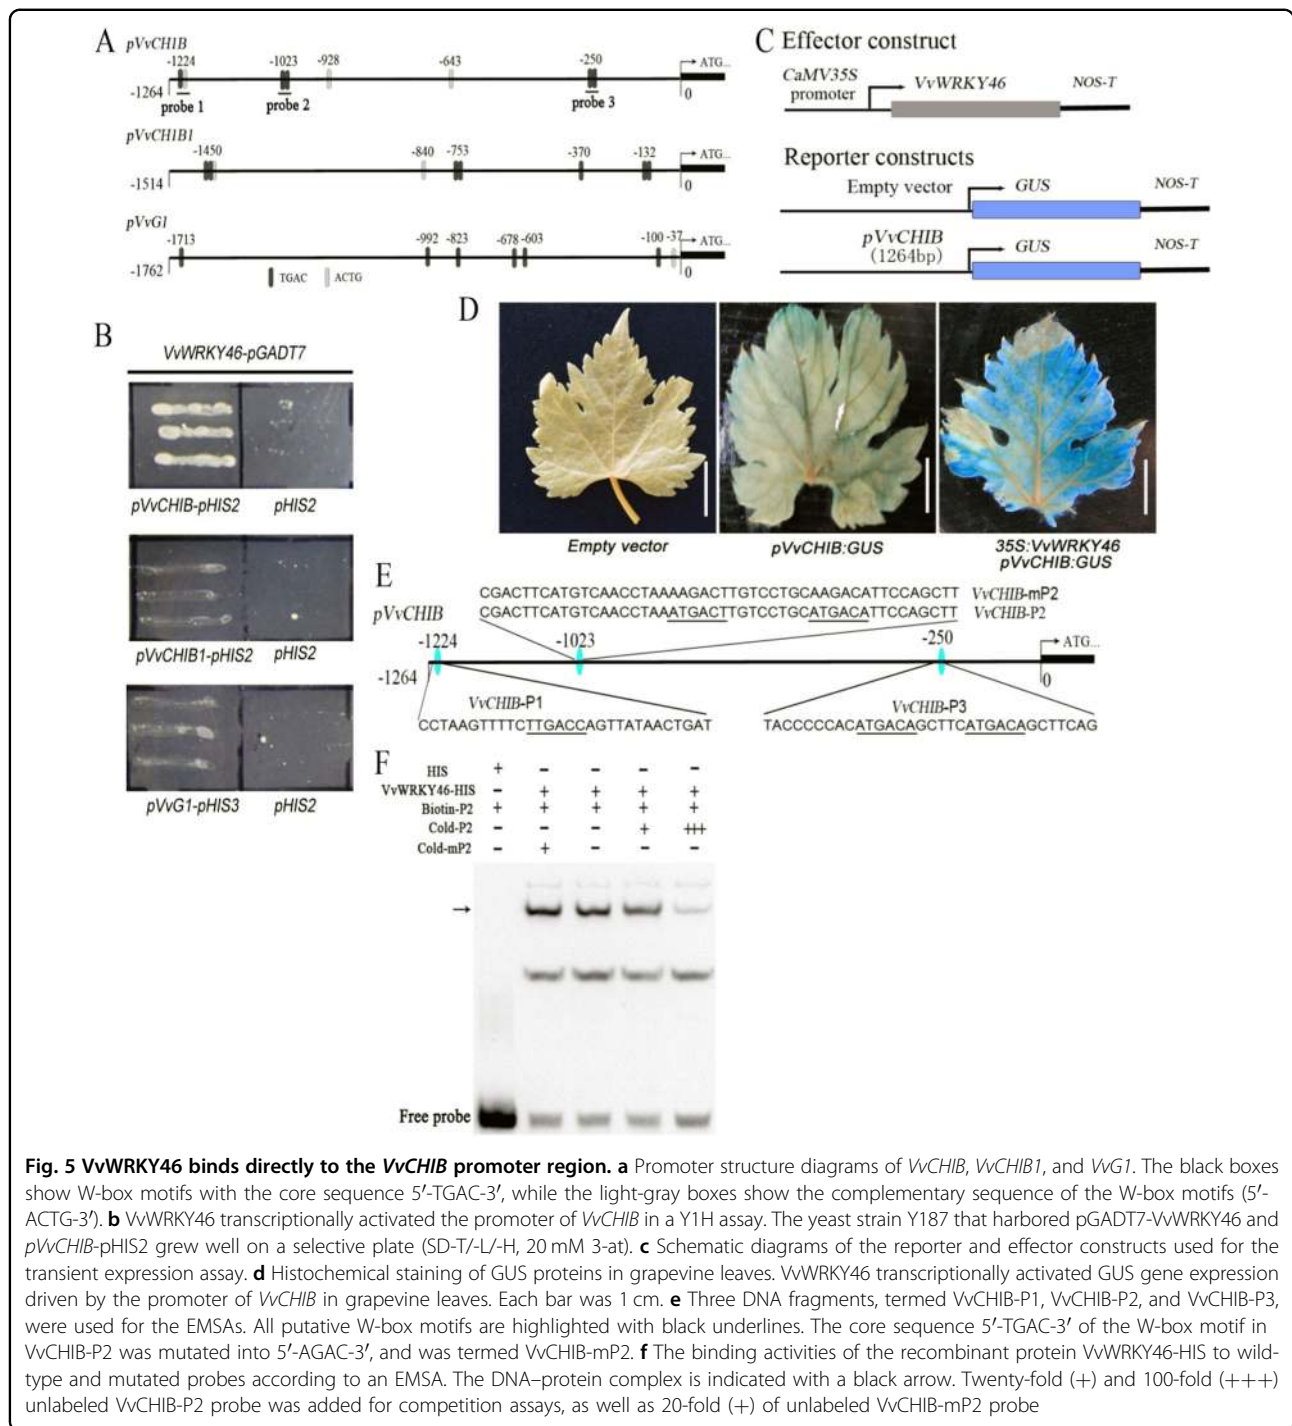 A
pVvCHIB
-1224
-1023
-928
-643
-250
ATG...
-1264
probe 1
probe 2
probe 3
0
pVvCHIB1
-1450
-840
-753
-370
-132
ATG...
-1514
0
pVvG1
-1713
-992
-823
-678
-603
-100
-37
ATG...
-1762
TGAC
ACTG
0
B
VvWRKY46-pGADT7
pVvCHIB-pHIS2
pHIS2
pVvCHIB1-pHIS2
pHIS2
pVvG1-pHIS3
pHIS2
C Effector construct
CaMV35S
promoter
VvWRKY46
NOS-T
Reporter constructs
Empty vector
GUS
NOS-T
pVvCHIB
(1264bp)
GUS
NOS-T
D
Empty vector
pVvCHIB:GUS
35S:VvWRKY46
pVvCHIB:GUS
E
CGACTTCATGTCAACCTAAAAGACTTGTCCTGCAAGACATTCCAGCTT VvCHIB-mP2
CGACTTCATGTCAACCTAAATGACTTGTCCTGCATGACATTCCAGCTT VvCHIB-P2
pVvCHIB
-1224
-1023
-250
ATG...
-1264
0
VvCHIB-P1
VvCHIB-P3
CCTAAGTTTTCTTGACCAGTTATAACTGAT
TACCCCCACATGACAGCTTCATGACAGCTTCAG
F
HIS + - - - -
VvWRKY46-HIS - + + + +
Biotin-P2 + + + + +
Cold-P2 - - - + +++
Cold-mP2 - + - - -
→
Free probe
Fig. 5 VvWRKY46 binds directly to the VvCHIB promoter region. a Promoter structure diagrams of VvCHIB, VvCHIB1, and VvG1. The black boxes
show W-box motifs with the core sequence 5′-TGAC-3′, while the light-gray boxes show the complementary sequence of the W-box motifs (5′-
ACTG-3′). b VvWRKY46 transcriptionally activated the promoter of VvCHIB in a Y1H assay. The yeast strain Y187 that harbored pGADT7-VvWRKY46 and
pVvCHIB-pHIS2 grew well on a selective plate (SD-T/-L/-H, 20 mM 3-at). c Schematic diagrams of the reporter and effector constructs used for the
transient expression assay. d Histochemical staining of GUS proteins in grapevine leaves. VvWRKY46 transcriptionally activated GUS gene expression
driven by the promoter of VvCHIB in grapevine leaves. Each bar was 1 cm. e Three DNA fragments, termed VvCHIB-P1, VvCHIB-P2, and VvCHIB-P3,
were used for the EMSAs. All putative W-box motifs are highlighted with black underlines. The core sequence 5′-TGAC-3′ of the W-box motif in
VvCHIB-P2 was mutated into 5′-AGAC-3′, and was termed VvCHIB-mP2. f The binding activities of the recombinant protein VvWRKY46-HIS to wild-
type and mutated probes according to an EMSA. The DNA–protein complex is indicated with a black arrow. Twenty-fold (+) and 100-fold (+++)
unlabeled VvCHIB-P2 probe was added for competition assays, as well as 20-fold (+) of unlabeled VvCHIB-mP2 probe